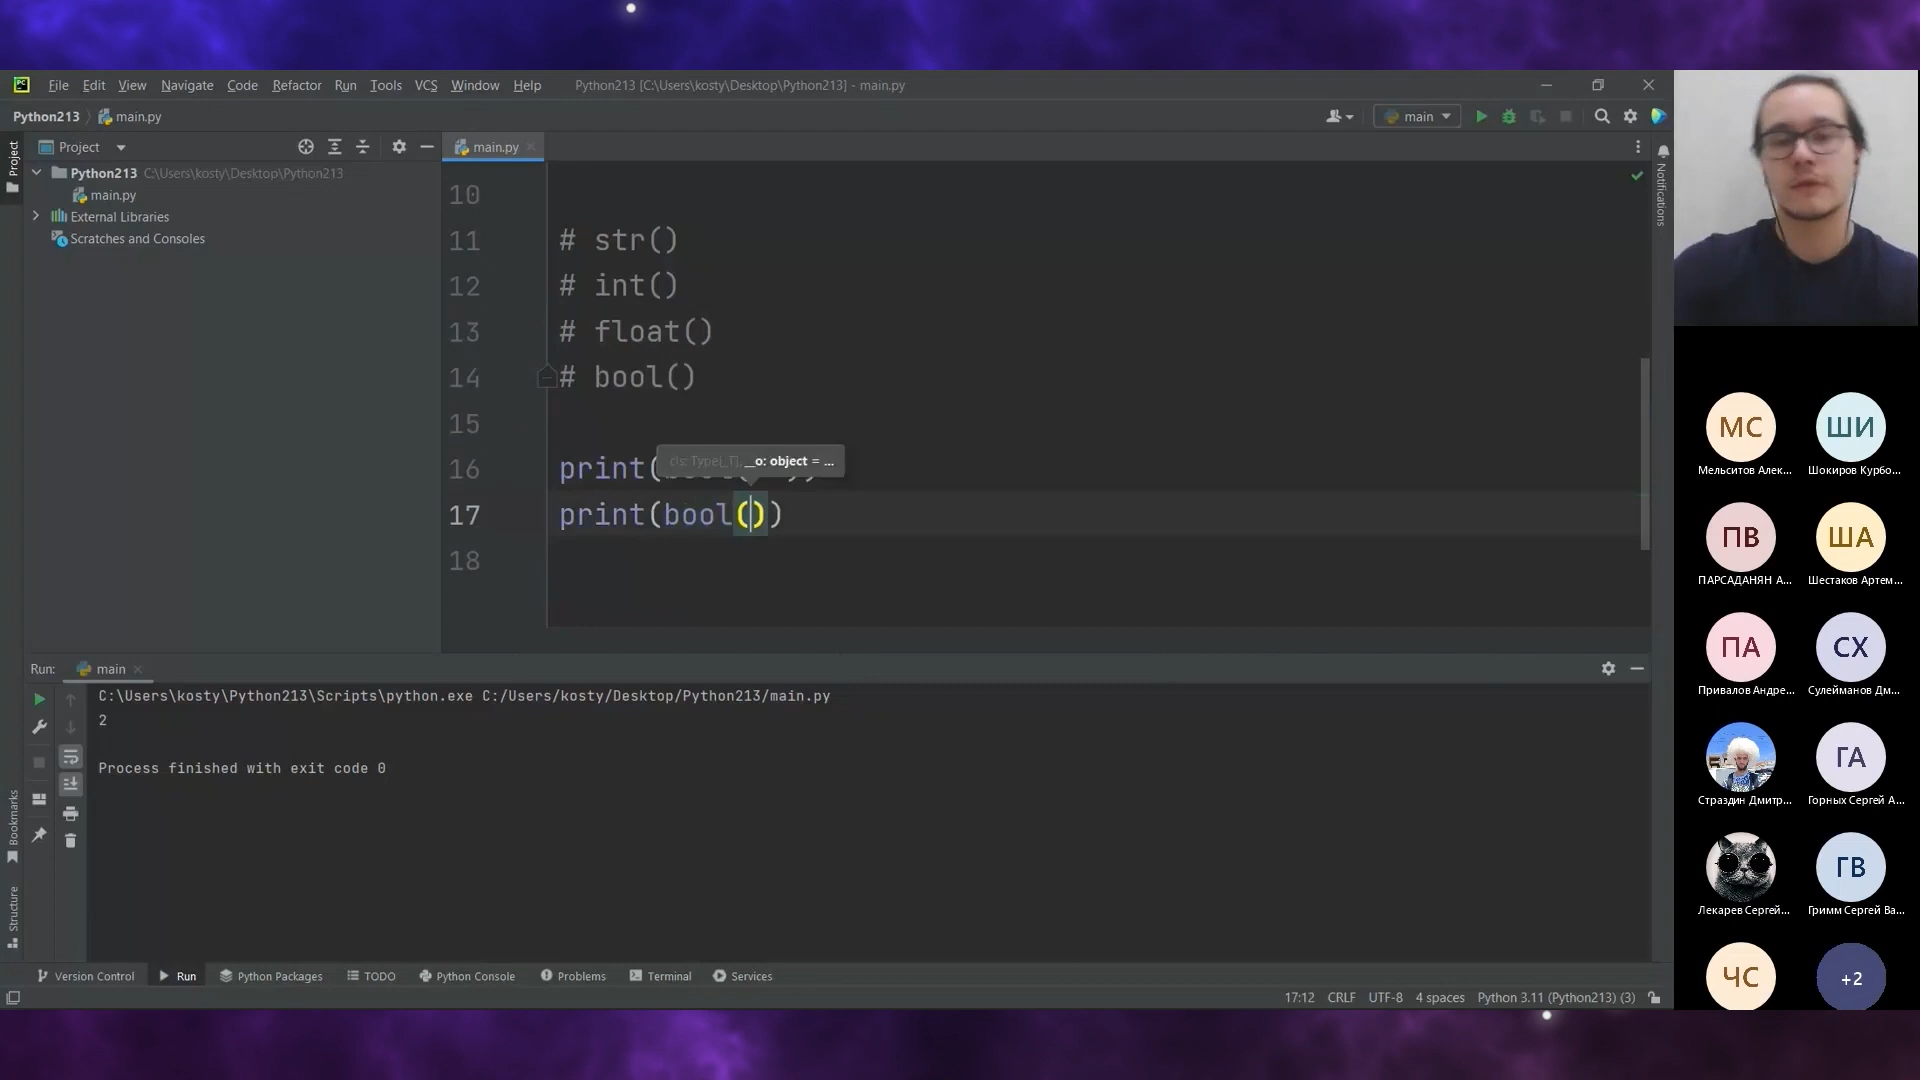 File Edit View Navigate Code Refactor Run Tools VCS Window Help Python213 [C:\Users\kosty\Desktop\Python213] - main.py
Python213 main.py main
Project Project main.py
Python213 C:\Users\kosty\Desktop\Python213
main.py
External Libraries
Scratches and Consoles
Notifications
10
11 # str()
12 # int()
13 # float()
14 # bool()
15
cls: Type[_T], __o: object = ...
16 print(
17 print(bool())
18
Run: main
C:\Users\kosty\Python213\Scripts\python.exe C:/Users/kosty/Desktop/Python213/main.py
2
Process finished with exit code 0
Bookmarks
Structure
Version Control Run Python Packages TODO Python Console Problems Terminal Services
17:12 CRLF UTF-8 4 spaces Python 3.11 (Python213) (3)
МС ШИ
Мельситов Алек... Шокиров Курбо...
ПВ ША
ПАРСАДАНЯН А... Шестаков Артем...
ПА СХ
Привалов Андре... Сулейманов Дм...
ГА
Страздин Дмитр... Горных Сергей А...
ГВ
Лекарев Сергей... Гримм Сергей Ва...
ЧС +2